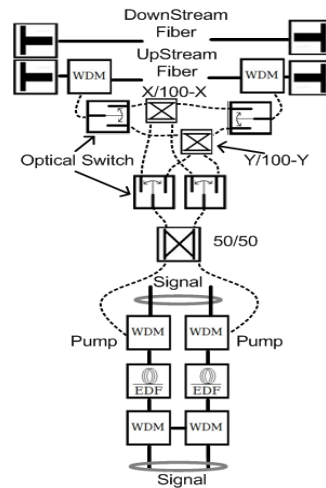 DownStream
Fiber
UpStream
WDM Fiber WDM
X/100-X
Optical Switch
Y/100-Y
50/50
Signal
WDM WDM
Pump Pump
EDF EDF
WDM WDM
Signal